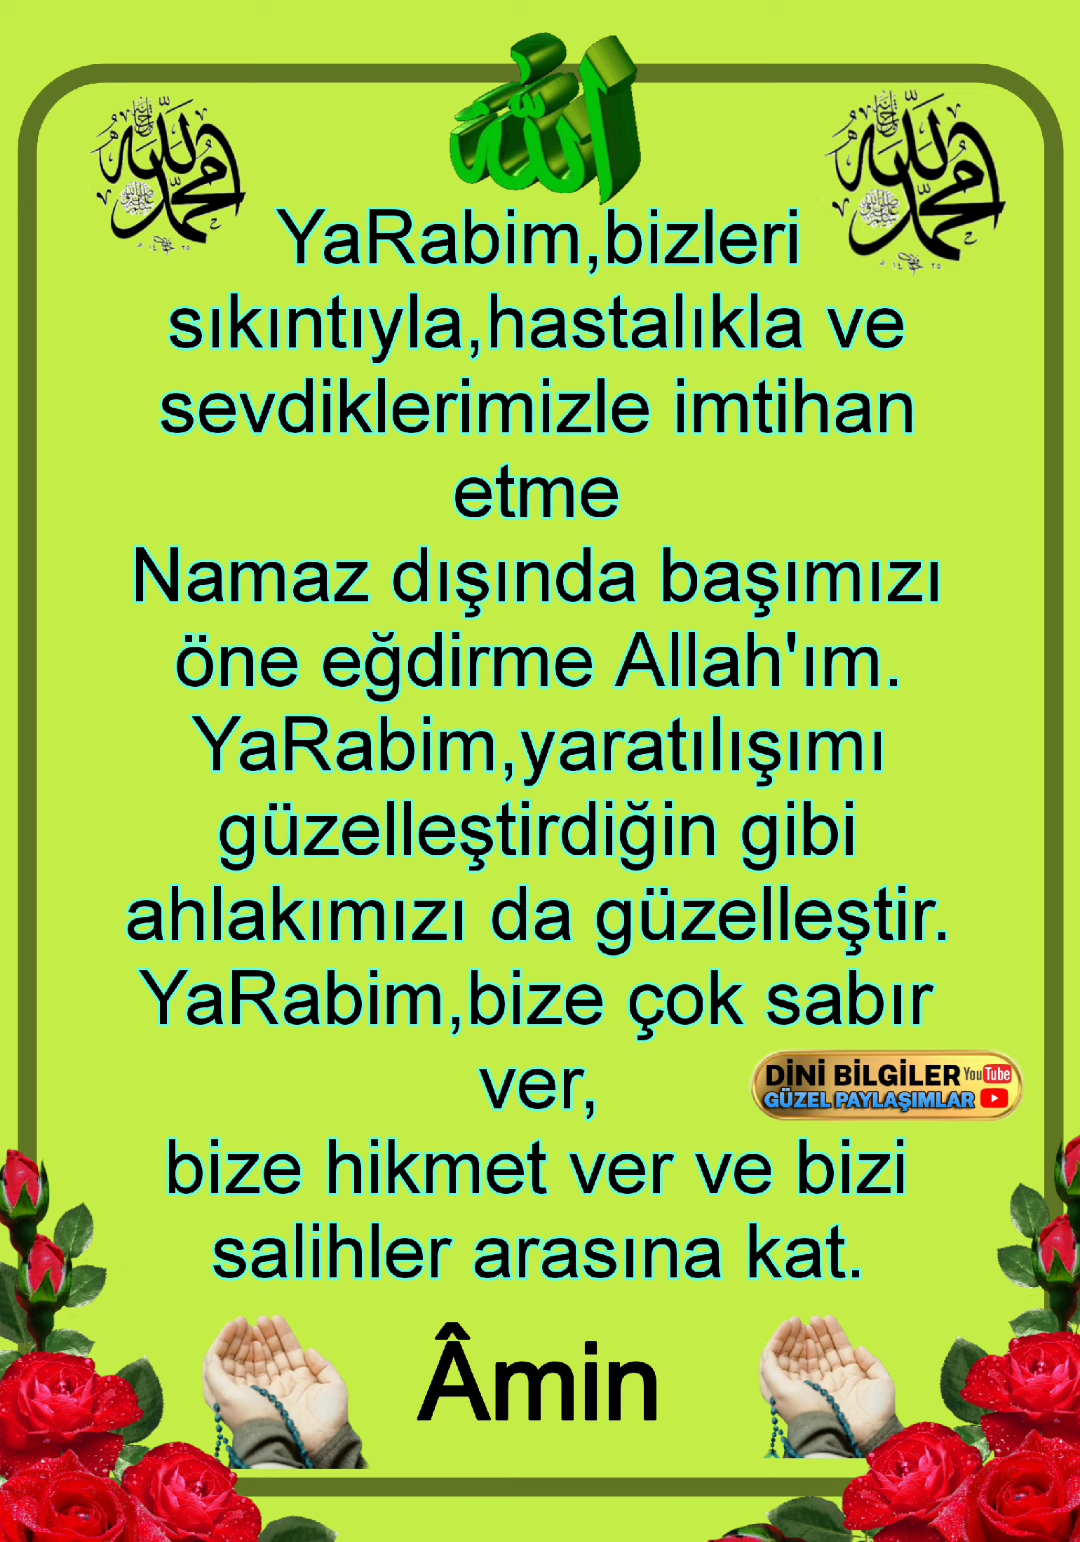 الله
YaRabim,bizleri
sıkıntıyla,hastalıkla ve
sevdiklerimizle imtihan
etme
Namaz dışında başımızı
öne eğdirme Allah'ım.
YaRabim,yaratılışımı
güzelleştirdiğin gibi
ahlakımızı da güzelleştir.
YaRabim,bize çok sabır
ver,
DİNİ BİLGİLER YouTube
GÜZEL PAYLAŞIMLAR
bize hikmet ver ve bizi
salihler arasına kat.
Âmin